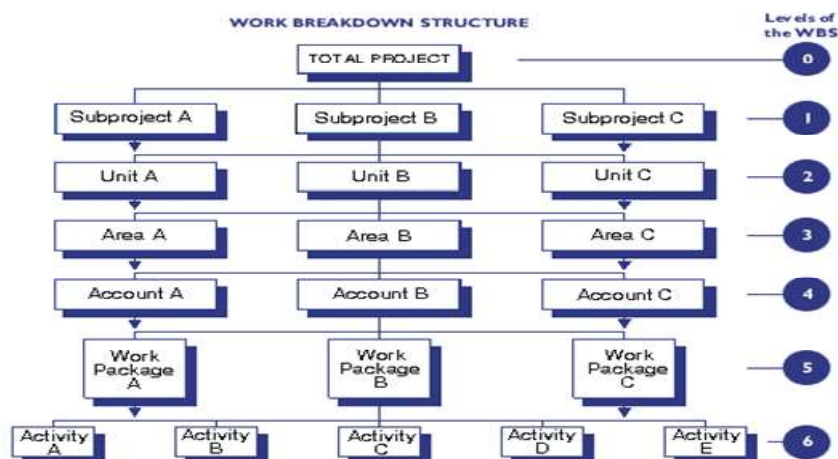 WORK BREAKDOWN STRUCTURE
Levels of
the WBS
TOTAL PROJECT
0
Subproject A
Subproject B
Subproject C
1
Unit A
Unit B
Unit C
2
Area A
Area B
Area C
3
Account A
Account B
Account C
4
Work
Package
A
Work
Package
B
Work
Package
C
5
Activity
A
Activity
B
Activity
C
Activity
D
Activity
E
6